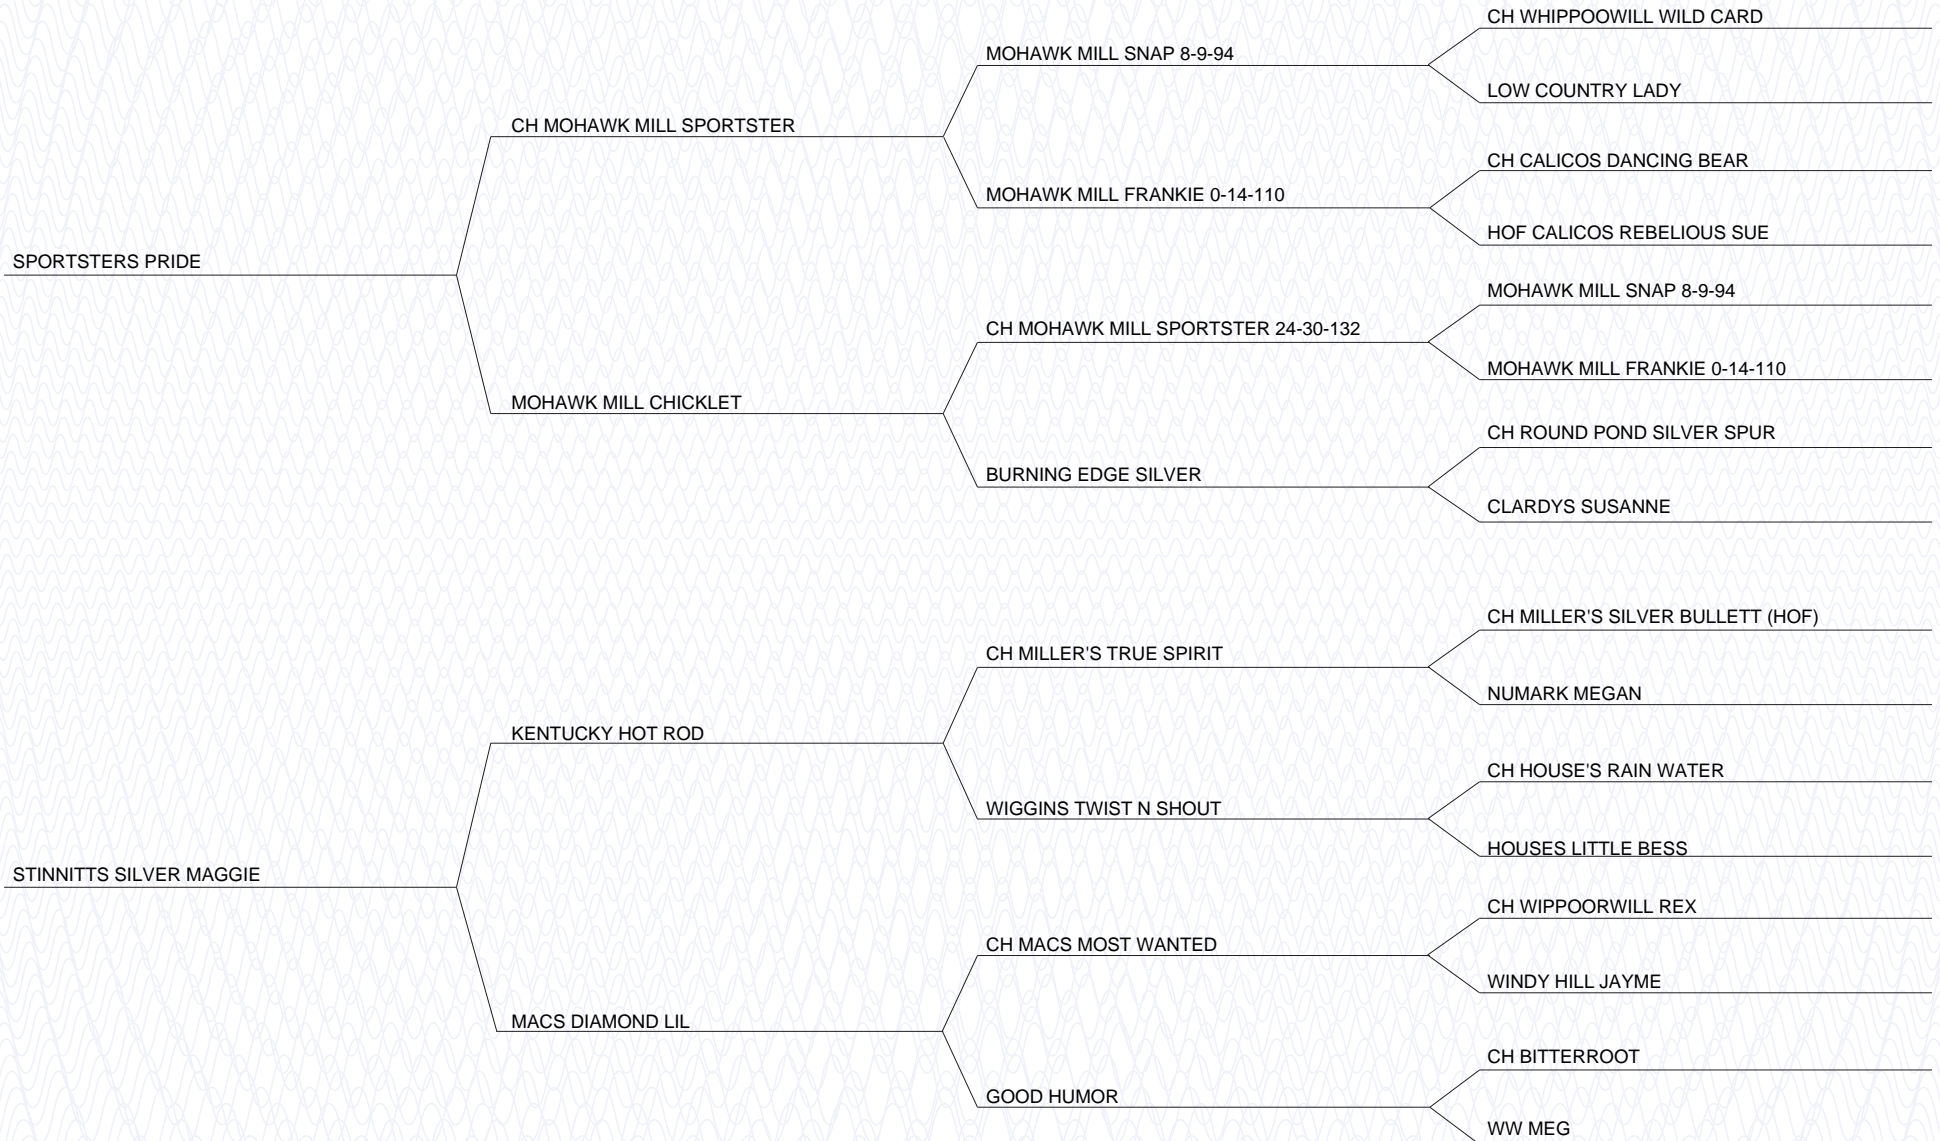 CH WHIPPOOWILL WILD CARD
MOHAWK MILL SNAP 8-9-94
LOW COUNTRY LADY
CH MOHAWK MILL SPORTSTER
CH CALICOS DANCING BEAR
MOHAWK MILL FRANKIE 0-14-110
HOF CALICOS REBELIOUS SUE
SPORTSTERS PRIDE
MOHAWK MILL SNAP 8-9-94
CH MOHAWK MILL SPORTSTER 24-30-132
MOHAWK MILL FRANKIE 0-14-110
MOHAWK MILL CHICKLET
CH ROUND POND SILVER SPUR
BURNING EDGE SILVER
CLARDYS SUSANNE
CH MILLER'S SILVER BULLETT (HOF)
CH MILLER'S TRUE SPIRIT
NUMARK MEGAN
KENTUCKY HOT ROD
CH HOUSE'S RAIN WATER
WIGGINS TWIST N SHOUT
HOUSES LITTLE BESS
STINNITTS SILVER MAGGIE
CH WIPPOORWILL REX
CH MACS MOST WANTED
WINDY HILL JAYME
MACS DIAMOND LIL
CH BITTERROOT
GOOD HUMOR
WW MEG